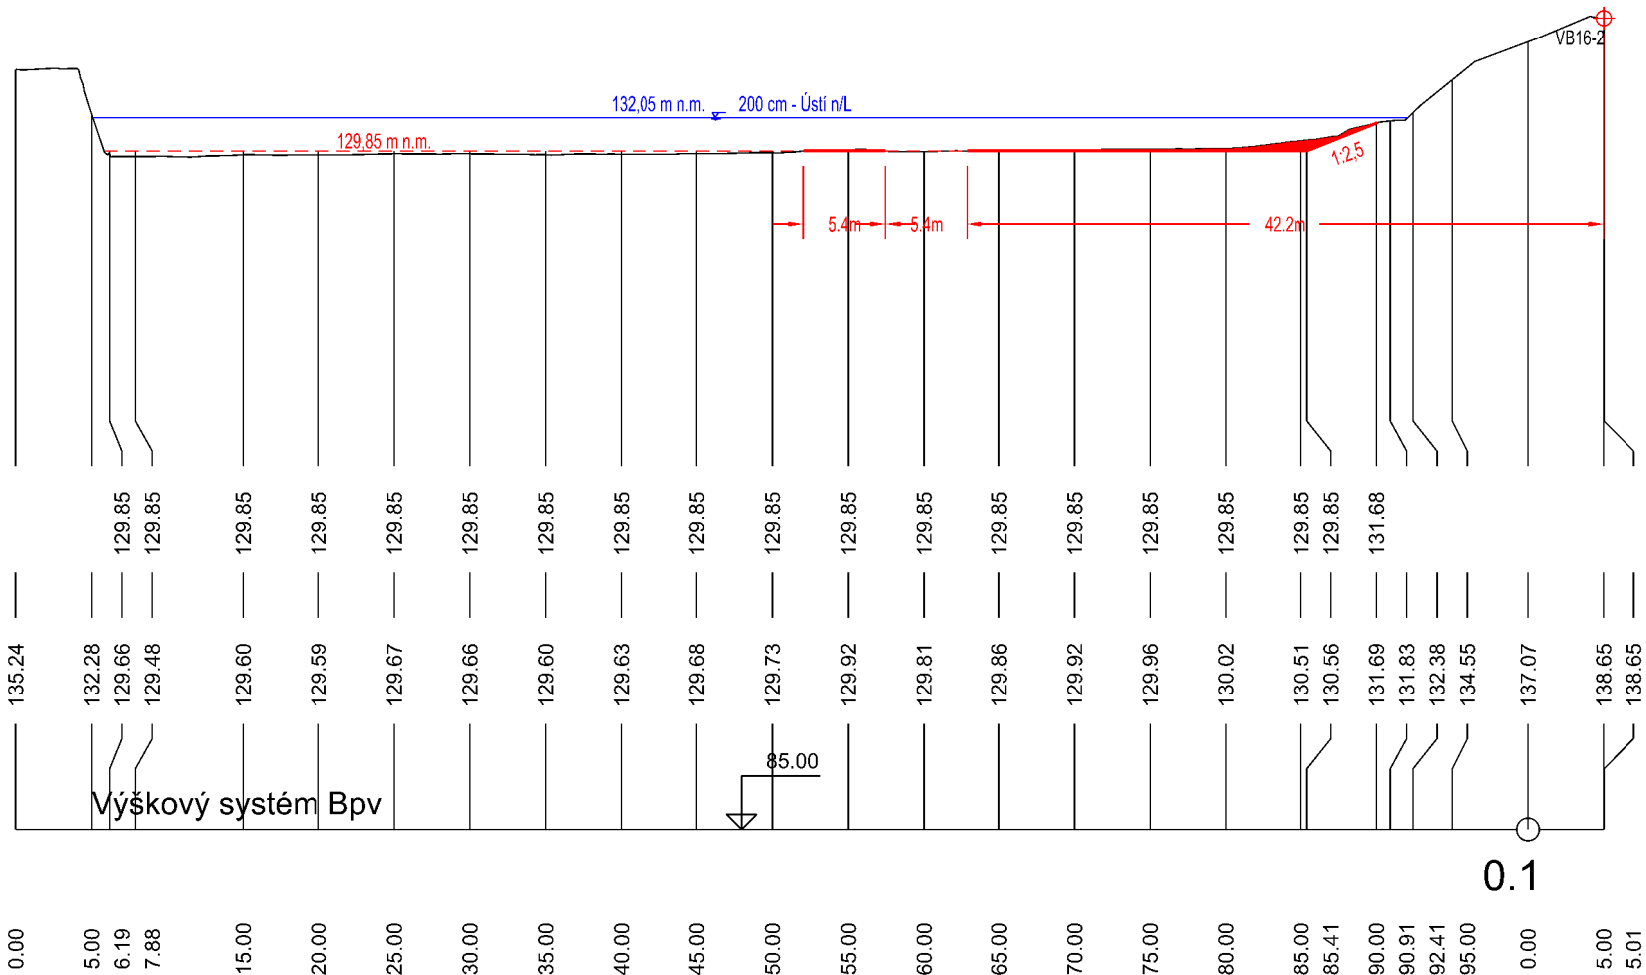 VB16-2
132,05 m n.m. 200 cm - Ústí n/L
129,85 m n.m.
1:2,5
5.4m 5.4m 42.2m
129.85 129.85 129.85 129.85 129.85 129.85 129.85 129.85 129.85 129.85 129.85 129.85 129.85 129.85 129.85 129.85 129.85 129.85 131.68
135.24 132.28 129.66 129.48 129.60 129.59 129.67 129.66 129.60 129.63 129.68 129.73 129.92 129.81 129.86 129.92 129.96 130.02 130.51 130.56 131.69 131.83 132.38 134.55 137.07 138.65 138.65
85.00
Výškový systém Bpv
0.1
0.00 5.00 6.19 7.88 15.00 20.00 25.00 30.00 35.00 40.00 45.00 50.00 55.00 60.00 65.00 70.00 75.00 80.00 85.00 85.41 90.00 90.91 92.41 95.00 0.00 5.00 5.01